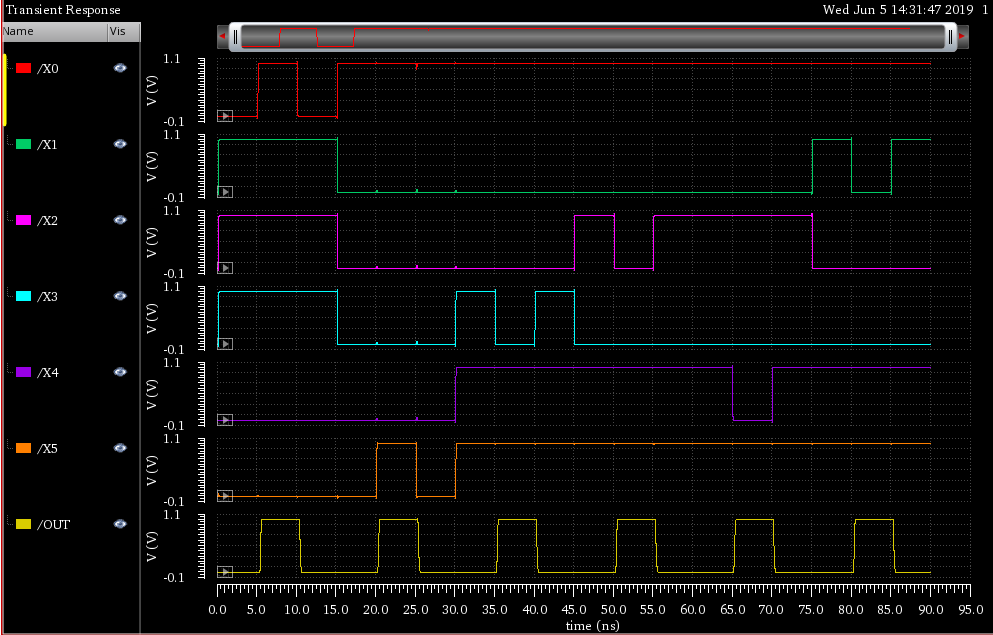 Transient Response
Wed Jun 5 14:31:47 2019 1
Name Vis
/X0
/X1
/X2
/X3
/X4
/X5
/OUT
1.1
V (V)
-0.1
1.1
V (V)
-0.1
1.1
V (V)
-0.1
1.1
V (V)
-0.1
1.1
V (V)
-0.1
1.1
V (V)
-0.1
1.1
V (V)
-0.1
0.0 5.0 10.0 15.0 20.0 25.0 30.0 35.0 40.0 45.0 50.0 55.0 60.0 65.0 70.0 75.0 80.0 85.0 90.0 95.0
time (ns)